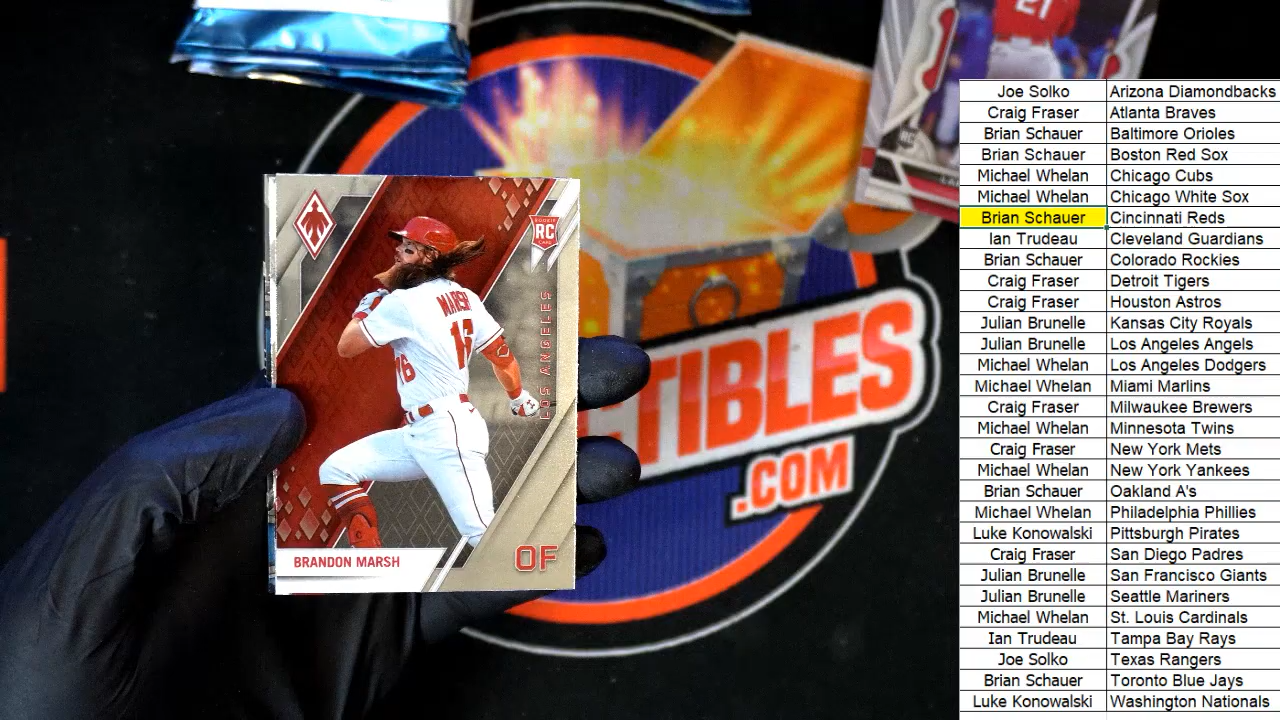 21
RC
ROOKIE
RC
CARD
MARSH
16
16
LOS ANGELES
OF
BRANDON MARSH
TIBLES
.COM
Joe Solko Arizona Diamondbacks
Craig Fraser Atlanta Braves
Brian Schauer Baltimore Orioles
Brian Schauer Boston Red Sox
Michael Whelan Chicago Cubs
Michael Whelan Chicago White Sox
Brian Schauer Cincinnati Reds
Ian Trudeau Cleveland Guardians
Brian Schauer Colorado Rockies
Craig Fraser Detroit Tigers
Craig Fraser Houston Astros
Julian Brunelle Kansas City Royals
Julian Brunelle Los Angeles Angels
Michael Whelan Los Angeles Dodgers
Michael Whelan Miami Marlins
Craig Fraser Milwaukee Brewers
Michael Whelan Minnesota Twins
Craig Fraser New York Mets
Michael Whelan New York Yankees
Brian Schauer Oakland A's
Michael Whelan Philadelphia Phillies
Luke Konowalski Pittsburgh Pirates
Craig Fraser San Diego Padres
Julian Brunelle San Francisco Giants
Julian Brunelle Seattle Mariners
Michael Whelan St. Louis Cardinals
Ian Trudeau Tampa Bay Rays
Joe Solko Texas Rangers
Brian Schauer Toronto Blue Jays
Luke Konowalski Washington Nationals